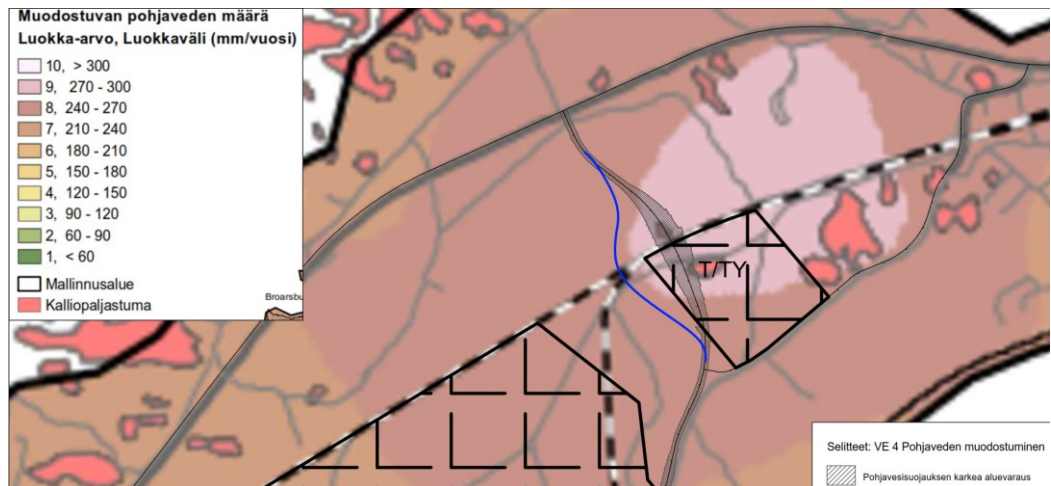 Muodostuvan pohjaveden määrä
Luokka-arvo, Luokkaväli (mm/vuosi)
10, > 300
9, 270 - 300
8, 240 - 270
7, 210 - 240
6, 180 - 210
5, 150 - 180
4, 120 - 150
3, 90 - 120
2, 60 - 90
1, < 60
Mallinnusalue
Kalliopaljastuma
T/TY
Selitteet: VE 4 Pohjaveden muodostuminen
Pohjavesisuojauksen karkea aluevaraus